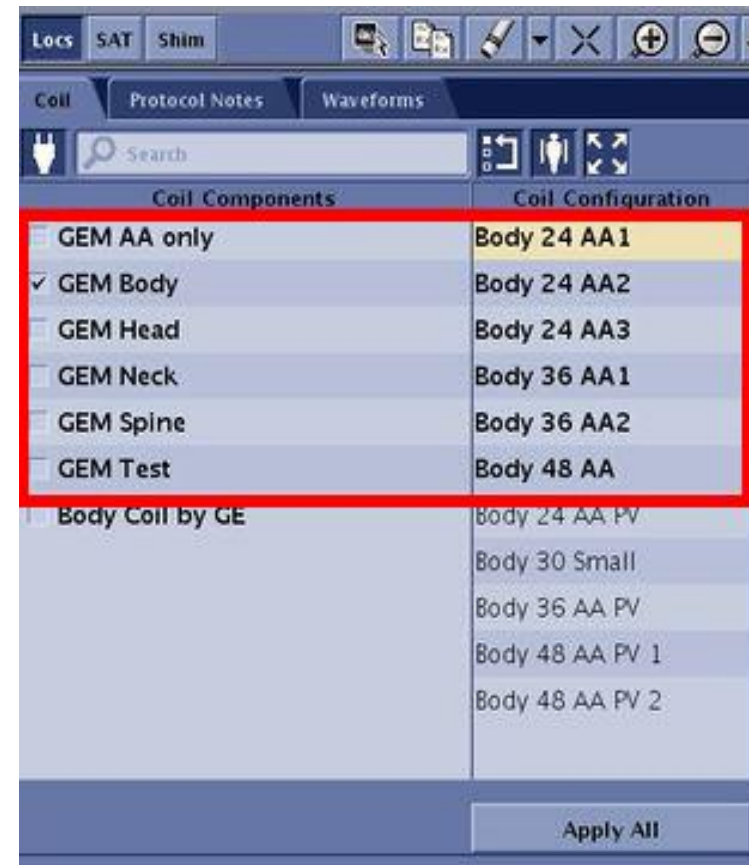 Locs SAT Shim
Coil Protocol Notes Waveforms
Search
Coil Components Coil Configuration
GEM AA only Body 24 AA1
GEM Body Body 24 AA2
GEM Head Body 24 AA3
GEM Neck Body 36 AA1
GEM Spine Body 36 AA2
GEM Test Body 48 AA
Body Coil by GE Body 24 AA PV
Body 30 Small
Body 36 AA PV
Body 48 AA PV 1
Body 48 AA PV 2
Apply All